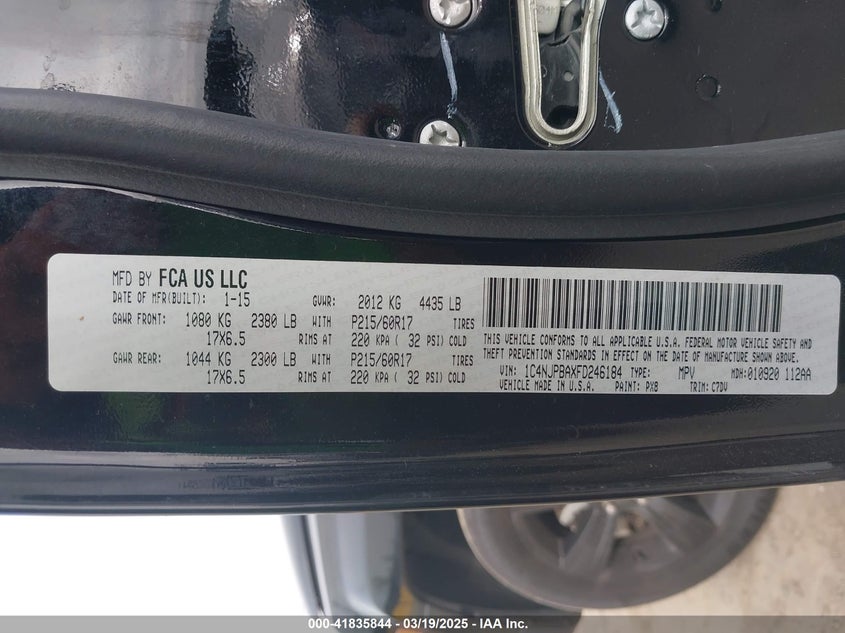 MFD BY FCA US LLC
DATE OF MFR(BUILT): 1-15 GVWR: 2012 KG 4435 LB
GAWR FRONT: 1080 KG 2380 LB WITH P215/60R17 TIRES
17X6.5 RIMS AT 220 KPA ( 32 PSI) COLD
GAWR REAR: 1044 KG 2300 LB WITH P215/60R17 TIRES
17X6.5 RIMS AT 220 KPA ( 32 PSI) COLD
THIS VEHICLE CONFORMS TO ALL APPLICABLE U.S.A. FEDERAL MOTOR VEHICLE SAFETY AND
THEFT PREVENTION STANDARDS IN EFFECT ON THE DATE OF MANUFACTURE SHOWN ABOVE.
VIN: 1C4NJPBAXFD246184 TYPE: MPV MDH:010920 112AA
VEHICLE MADE IN U.S.A. PAINT: PX8 TRIM: C7DV
000-41835844 - 03/19/2025 - IAA Inc.